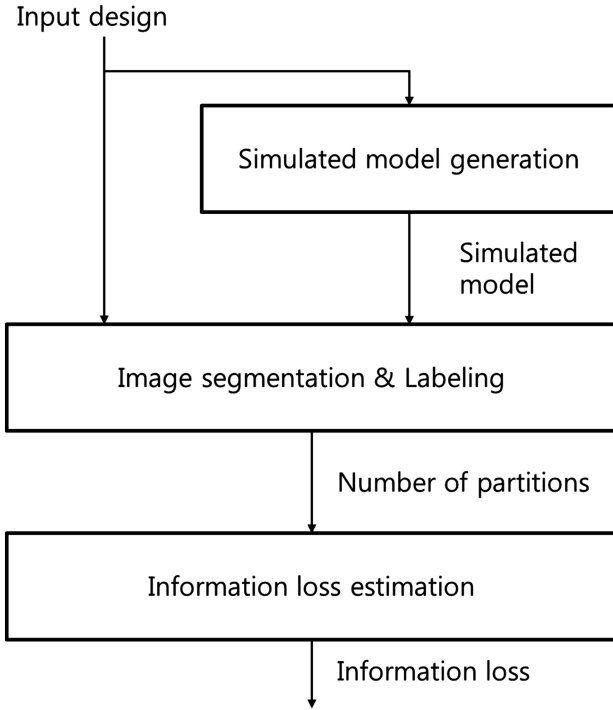 Input design
Simulated model generation
Simulated
model
Image segmentation & Labeling
Number of partitions
Information loss estimation
Information loss